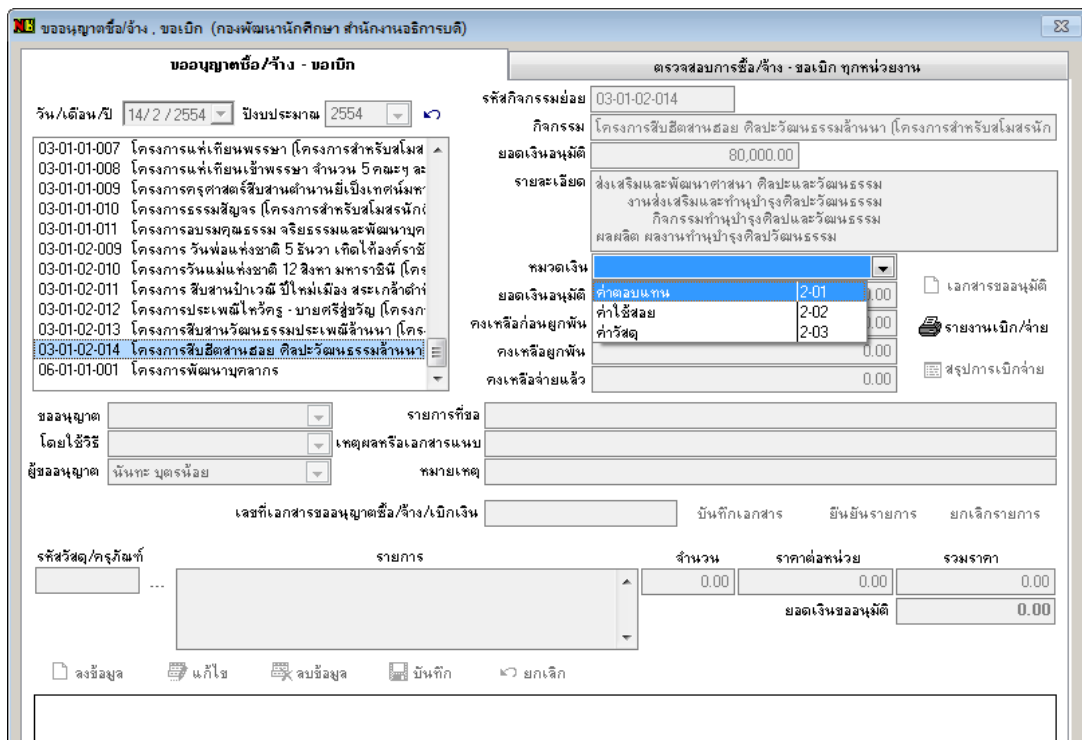 ขออนุญาตซื้อ/จ้าง , ขอเบิก (กองพัฒนานักศึกษา สำนักงานอธิการบดี)
ขออนุญาตซื้อ/จ้าง - ขอเบิก
ตรวจสอบการซื้อ/จ้าง - ขอเบิก ทุกหน่วยงาน
วัน/เดือน/ปี 14/ 2 / 2554 ปีงบประมาณ 2554
รหัสกิจกรรมย่อย 03-01-02-014
กิจกรรม โครงการสืบฮีตสานฮอย ศิลปะวัฒนธรรมล้านนา (โครงการสำหรับสโมสรนัก
ยอดเงินอนุมัติ 80,000.00
รายละเอียด ส่งเสริมและพัฒนาศาสนา ศิลปะและวัฒนธรรม
งานส่งเสริมและทำนุบำรุงศิลปะวัฒนธรรม
กิจกรรมทำนุบำรุงศิลปและวัฒนธรรม
ผลผลิต ผลงานทำนุบำรุงศิลปวัฒนธรรม
03-01-01-007 โครงการแห่เทียนพรรษา (โครงการสำหรับสโมส
03-01-01-008 โครงการแห่เทียนเข้าพรรษา จำนวน 5 คณะๆ ละ
03-01-01-009 โครงการครุศาสตร์สืบสานตำนานยี่เป็งเทศน์มหา
03-01-01-010 โครงการธรรมสัญจร (โครงการสำหรับสโมสรนัก
03-01-01-011 โครงการอบรมคุณธรรม จริยธรรมและพัฒนาบุค
03-01-02-009 โครงการ วันพ่อแห่งชาติ 5 ธันวา เทิดไท้องค์ราชั
03-01-02-010 โครงการวันแม่แห่งชาติ 12 สิงหา มหาราชินี (โคร
03-01-02-011 โครงการ สืบสานป๋าเวณี ปีใหม่เมือง สระเกล้าดำหั
03-01-02-012 โครงการประเพณีไหว้ครู - บายศรีสู่ขวัญ (โครงกา
03-01-02-013 โครงการสืบสานวัฒนธรรมประเพณีล้านนา (โคร
03-01-02-014 โครงการสืบฮีตสานฮอย ศิลปะวัฒนธรรมล้านนา
06-01-01-001 โครงการพัฒนาบุคลากร
หมวดเงิน
ค่าตอบแทน 2-01
ค่าใช้สอย 2-02
ค่าวัสดุ 2-03
ยอดเงินอนุมัติ
คงเหลือก่อนผูกพัน
คงเหลือผูกพัน 0.00
คงเหลือจ่ายแล้ว 0.00
เอกสารขออนุมัติ
รายงานเบิก/จ่าย
สรุปการเบิกจ่าย
ขออนุญาต
รายการที่ขอ
โดยใช้วิธี
เหตุผลหรือเอกสารแนบ
ผู้ขออนุญาต นันทะ บุตรน้อย
หมายเหตุ
เลขที่เอกสารขออนุญาตซื้อ/จ้าง/เบิกเงิน
บันทึกเอกสาร ยืนยันรายการ ยกเลิกรายการ
รหัสวัสดุ/ครุภัณฑ์ รายการ จำนวน ราคาต่อหน่วย รวมราคา
... 0.00 0.00 0.00
ยอดเงินขออนุมัติ 0.00
ลงข้อมูล แก้ไข ลบข้อมูล บันทึก ยกเลิก